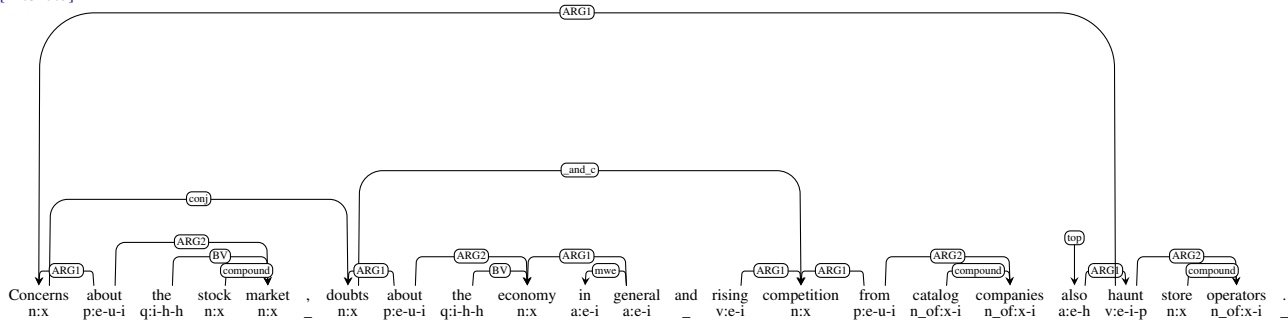 ARG1
_and_c
conj
top
ARG2 ARG2 ARG1 ARG2 ARG2
BV
ARG1 compound ARG1 BV mwe ARG1 ARG1 compound ARG1 compound
Concerns about the stock market , doubts about the economy in general and rising competition from catalog companies also haunt store operators .
n:x p:e-u-i q:i-h-h n:x n:x _ n:x p:e-u-i q:i-h-h n:x a:e-i a:e-i _ v:e-i n:x p:e-u-i n_of:x-i n_of:x-i a:e-h v:e-i-p n:x n_of:x-i _